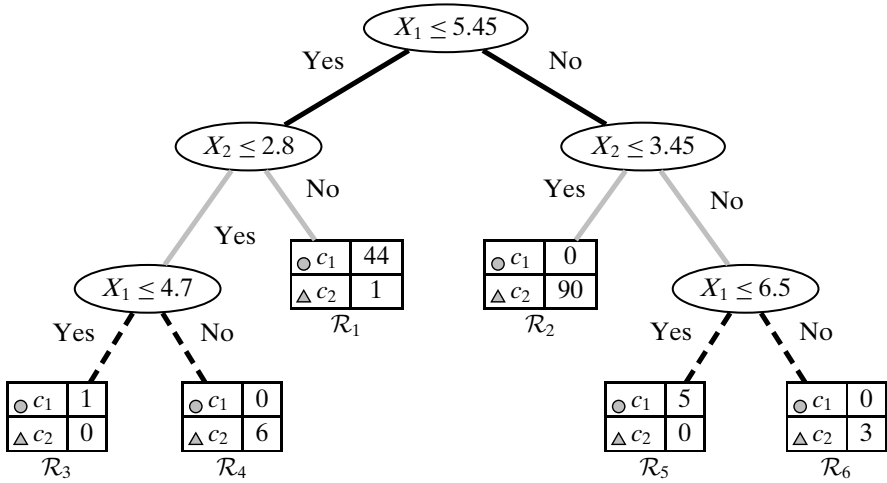 X₁ ≤ 5.45
Yes No
X₂ ≤ 2.8 X₂ ≤ 3.45
No Yes
Yes No
c₁ 44 c₁ 0
c₂ 1 c₂ 90
X₁ ≤ 4.7 X₁ ≤ 6.5
R₁ R₂
Yes No Yes No
c₁ 1 c₁ 0 c₁ 5 c₁ 0
c₂ 0 c₂ 6 c₂ 0 c₂ 3
R₃ R₄ R₅ R₆